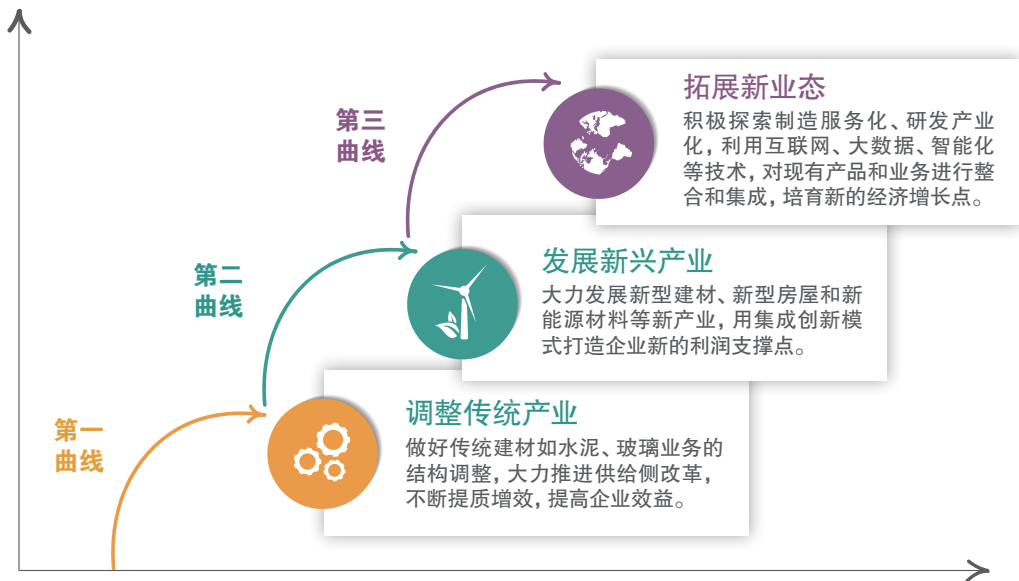 第三
曲线
拓展新业态
积极探索制造服务化、研发产业
化，利用互联网、大数据、智能化
等技术，对现有产品和业务进行整
合和集成，培育新的经济增长点。
第二
曲线
发展新兴产业
大力发展新型建材、新型房屋和新
能源材料等新产业，用集成创新模
式打造企业新的利润支撑点。
第一
曲线
调整传统产业
做好传统建材如水泥、玻璃业务的
结构调整，大力推进供给侧改革，
不断提质增效，提高企业效益。